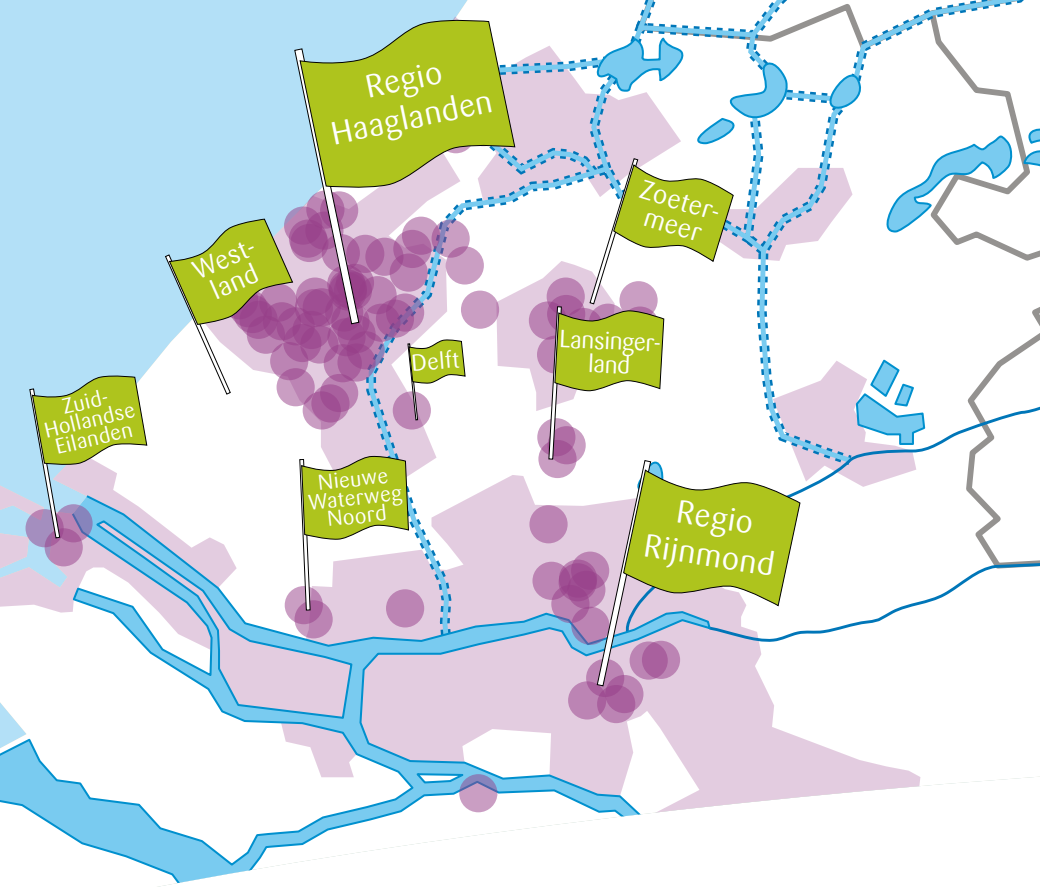 Regio
Haaglanden
Zoeter-
meer
West-
land
Lansinger-
land
Delft
Zuid-
Hollandse
Eilanden
Nieuwe
Waterweg
Noord
Regio
Rijnmond